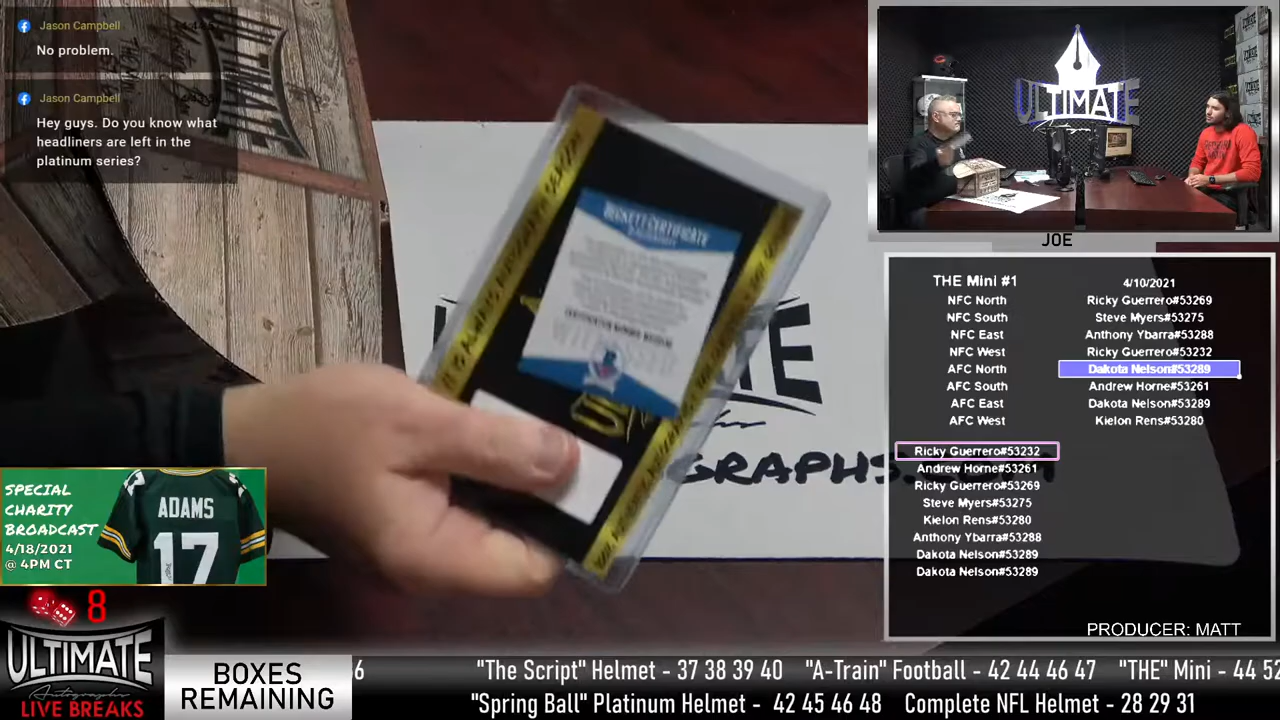 Jason Campbell
No problem.
Jason Campbell
Hey guys. Do you know what
headliners are left in the
platinum series?
BECKETT CERTIFICATE
ULTIMATE
GRAPHS
ULTIMATE
JOE
THE Mini #1 4/10/2021
NFC North Ricky Guerrero#53269
NFC South Steve Myers#53275
NFC East Anthony Ybarra#53288
NFC West Ricky Guerrero#53232
AFC North Dakota Nelson#53289
AFC South Andrew Horne#53261
AFC East Dakota Nelson#53289
AFC West Kielon Rens#53280
Ricky Guerrero#53232
Andrew Horne#53261
Ricky Guerrero#53269
Steve Myers#53275
Kielon Rens#53280
Anthony Ybarra#53288
Dakota Nelson#53289
Dakota Nelson#53289
PRODUCER: MATT
SPECIAL
CHARITY
BROADCAST
4/18/2021
@ 4PM CT
ADAMS
17
8
ULTIMATE
Autographs
LIVE BREAKS
BOXES
REMAINING
6 "The Script" Helmet - 37 38 39 40 "A-Train" Football - 42 44 46 47 "THE" Mini - 44 52
"Spring Ball" Platinum Helmet - 42 45 46 48 Complete NFL Helmet - 28 29 31